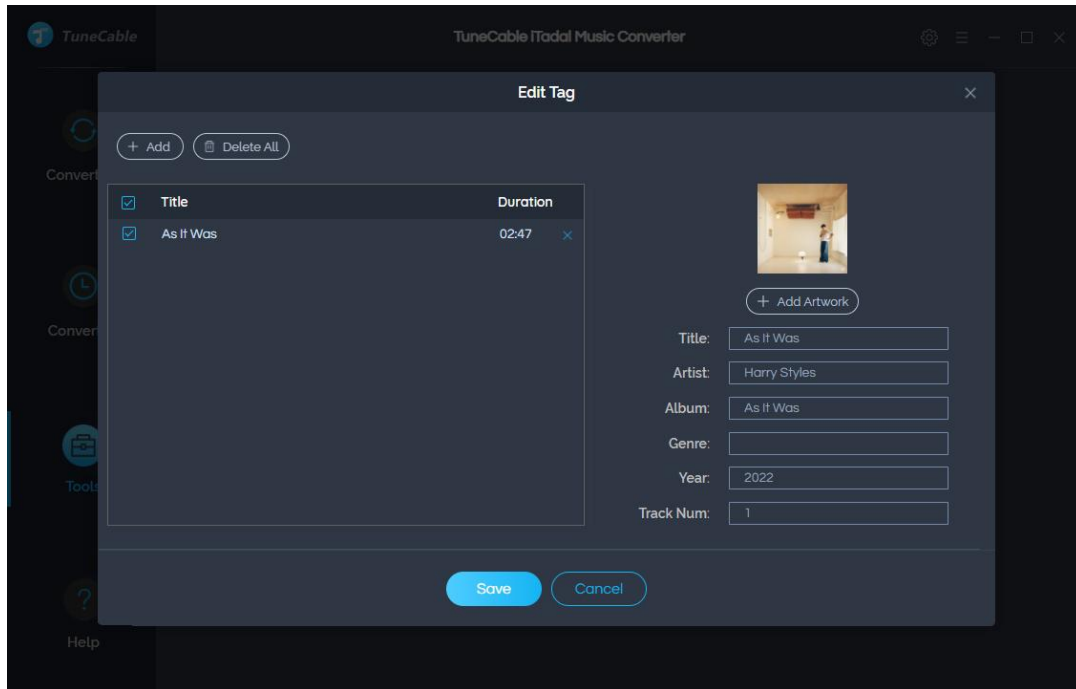 TuneCable
TuneCable iTadal Music Converter
Edit Tag
+ Add
Delete All
Convert
Conver
Tools
Help
Title Duration
As It Was 02:47
+ Add Artwork
Title: As It Was
Artist: Harry Styles
Album: As It Was
Genre:
Year: 2022
Track Num: 1
Save
Cancel